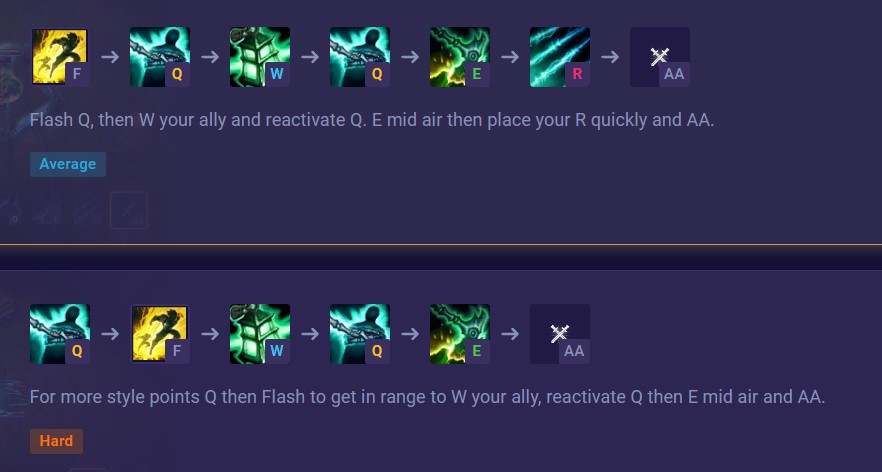 F Q W Q E R AA
Flash Q, then W your ally and reactivate Q. E mid air then place your R quickly and AA.
Average
Q F W Q E AA
For more style points Q then Flash to get in range to W your ally, reactivate Q then E mid air and AA.
Hard